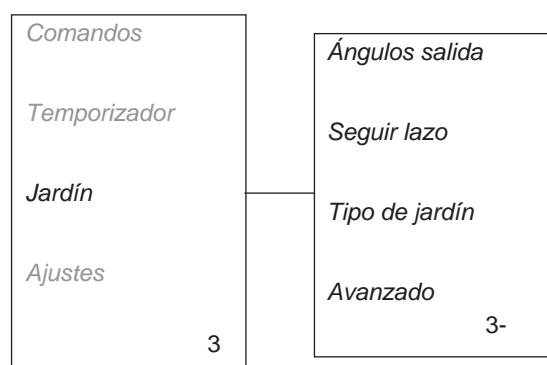 Comandos
Temporizador
Jardín
Ajustes
3
Ángulos salida
Seguir lazo
Tipo de jardín
Avanzado
3-